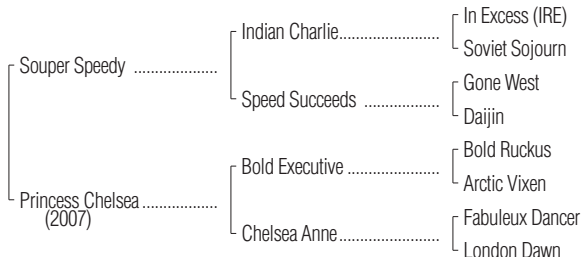 In Excess (IRE)
Indian Charlie......................
Soviet Sojourn
Souper Speedy ...................
Gone West
Speed Succeeds .................
Daijin
Bold Ruckus
Bold Executive .....................
Arctic Vixen
Princess Chelsea .................
(2007)
Fabuleux Dancer
Chelsea Anne.......................
London Dawn